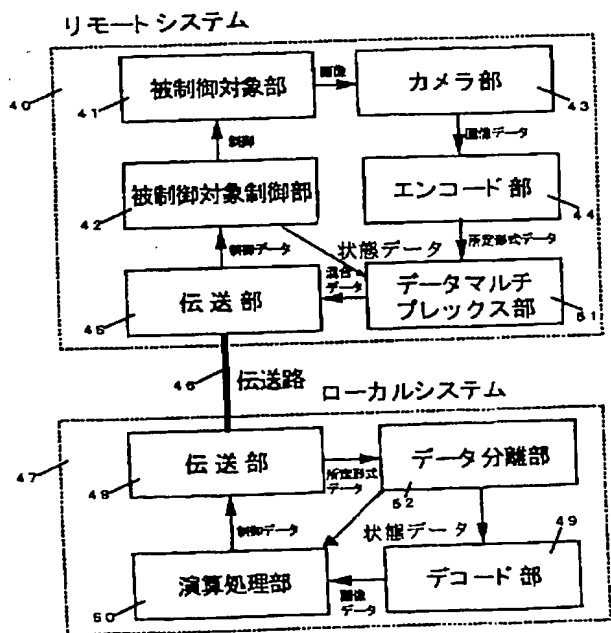 リモートシステム
40
被制御対象部
41
画像
カメラ部
43
制御
画像データ
被制御対象制御部
42
エンコード部
44
制御データ
状態データ
所定形式データ
伝送部
45
混合
データ
データマルチ
プレックス部
51
46
伝送路
ローカルシステム
47
伝送部
48
所定形式
データ
データ分離部
52
制御データ
状態データ
49
演算処理部
50
画像
データ
デコード部